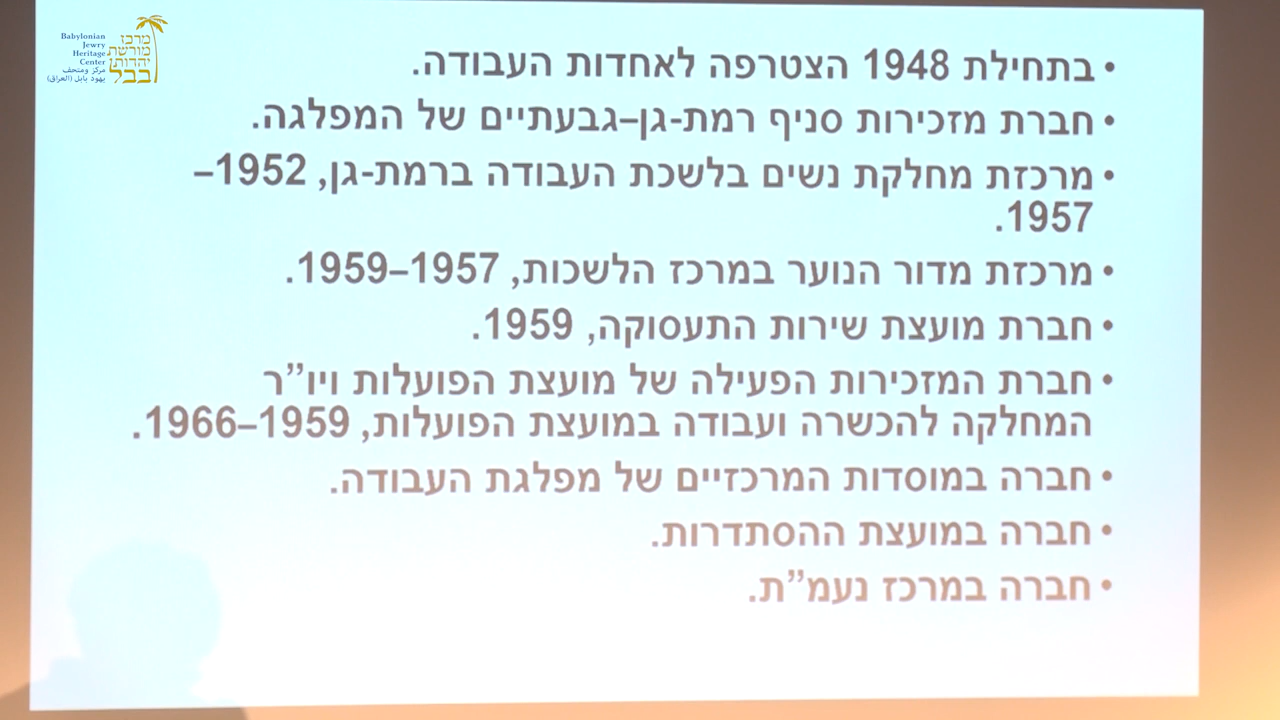 Babylonian
Jewry
Heritage
Center
مركز ومتحف
يهود بابل (العراق)
מרכז
מורשת
יהדות
בבל
• בתחילת 1948 הצטרפה לאחדות העבודה.
• חברת מזכירות סניף רמת-גן–גבעתיים של המפלגה.
• מרכזת מחלקת נשים בלשכת העבודה ברמת-גן, 1952–
1957.
• מרכזת מדור הנוער במרכז הלשכות, 1957–1959.
• חברת מועצת שירות התעסוקה, 1959.
• חברת המזכירות הפעילה של מועצת הפועלות ויו”ר
המחלקה להכשרה ועבודה במועצת הפועלות, 1959–1966.
• חברה במוסדות המרכזיים של מפלגת העבודה.
• חברה במועצת ההסתדרות.
• חברה במרכז נעמ”ת.